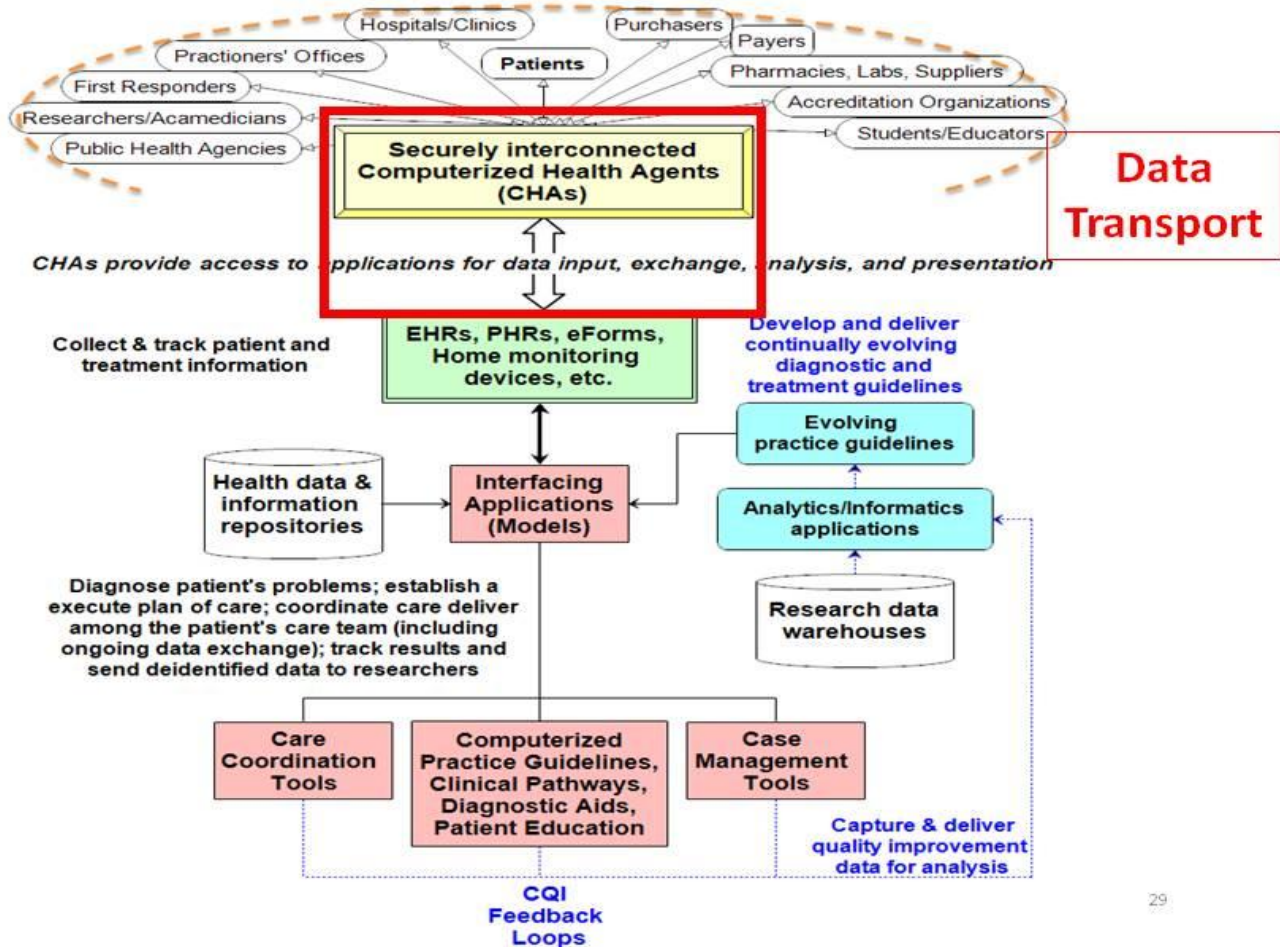 Hospitals/Clinics
Purchasers
Practioners' Offices
Payers
Patients
First Responders
Pharmacies, Labs, Suppliers
Researchers/Acamedicians
Accreditation Organizations
Public Health Agencies
Students/Educators
Securely interconnected
Computerized Health Agents
(CHAs)
Data
Transport
CHAs provide access to applications for data input, exchange, analysis, and presentation
Collect & track patient and
treatment information
EHRs, PHRs, eForms,
Home monitoring
devices, etc.
Develop and deliver
continually evolving
diagnostic and
treatment guidelines
Evolving
practice guidelines
Health data &
information
repositories
Interfacing
Applications
(Models)
Analytics/Informatics
applications
Research data
warehouses
Diagnose patient's problems; establish a
execute plan of care; coordinate care deliver
among the patient's care team (including
ongoing data exchange); track results and
send deidentified data to researchers
Care
Coordination
Tools
Computerized
Practice Guidelines,
Clinical Pathways,
Diagnostic Aids,
Patient Education
Case
Management
Tools
Capture & deliver
quality improvement
data for analysis
CQI
Feedback
Loops
29